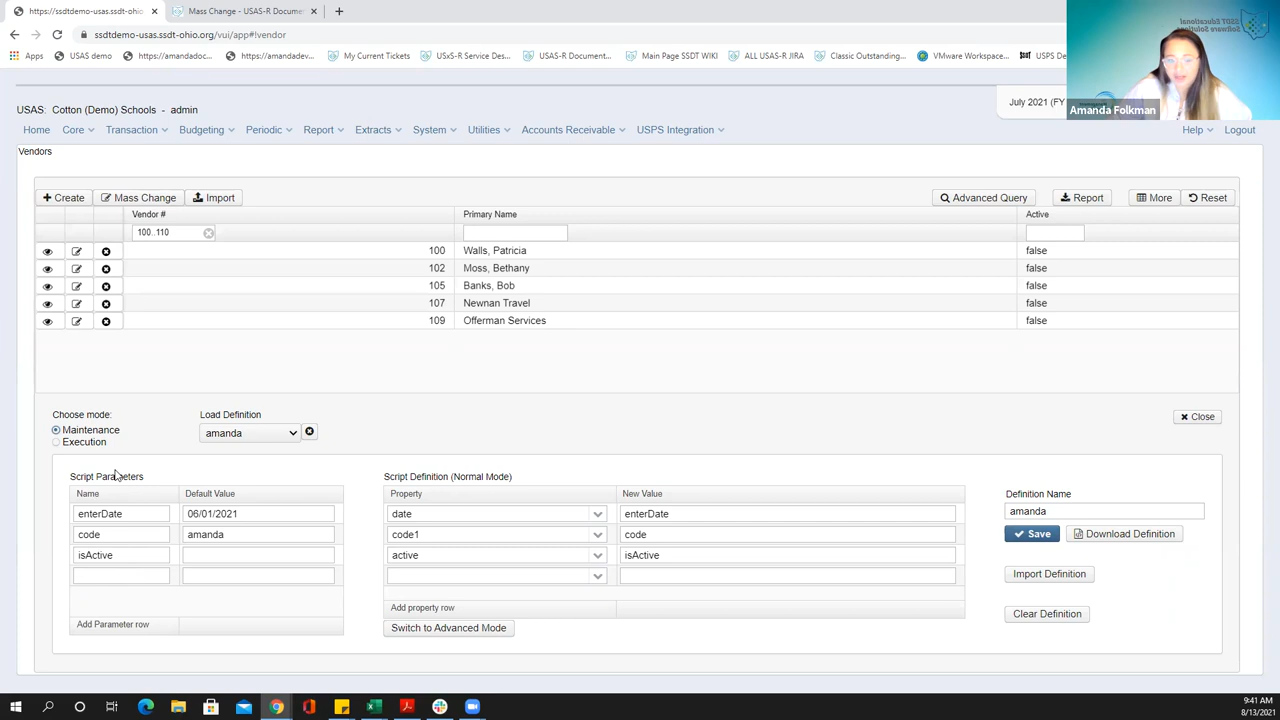 https://ssdtdemo-usas.ssdt-ohio
Mass Change - USAS-R Docume
ssdtdemo-usas.ssdt-ohio.org/vui/app#!vendor
Apps
USAS demo
https://amandadoc...
https://amandadev...
My Current Tickets
USxS-R Service Des...
USAS-R Document...
Main Page SSDT WIKI
ALL USAS-R JIRA
Classic Outstanding...
VMware Workspace...
USPS De
SSDT Educational
Software Solutions
Amanda Folkman
USAS: Cotton (Demo) Schools - admin
July 2021 (FY
Home
Core
Transaction
Budgeting
Periodic
Report
Extracts
System
Utilities
Accounts Receivable
USPS Integration
Help
Logout
Vendors
Create
Mass Change
Import
Advanced Query
Report
More
Reset
Vendor #
Primary Name
Active
100..110
100 Walls, Patricia false
102 Moss, Bethany false
105 Banks, Bob false
107 Newnan Travel false
109 Offerman Services false
Choose mode:
Maintenance
Execution
Load Definition
amanda
Close
Script Parameters
Name
Default Value
enterDate 06/01/2021
code amanda
isActive
Add Parameter row
Script Definition (Normal Mode)
Property
New Value
date enterDate
code1 code
active isActive
Add property row
Switch to Advanced Mode
Definition Name
amanda
Save
Download Definition
Import Definition
Clear Definition
9:41 AM
8/13/2021